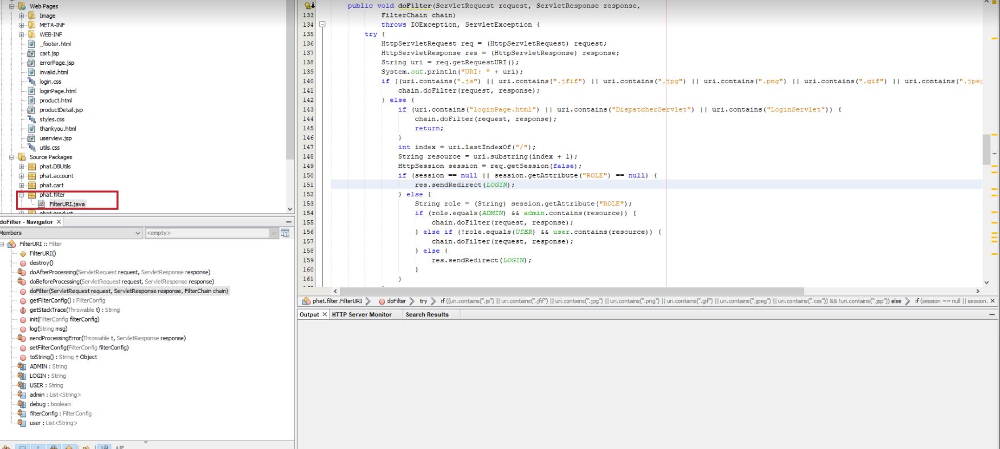 Web Pages
Image
META-INF
WEB-INF
_footer.html
cart.jsp
errorPage.jsp
invalid.html
login.css
loginPage.html
product.html
productDetail.jsp
styles.css
thankyou.html
userview.jsp
utils.css
Source Packages
phat.DBUtils
phat.account
phat.cart
phat.filter
FilterURI.java
phat.product
doFilter - Navigator
Members
<empty>
FilterURI :: Filter
FilterURI()
destroy()
doAfterProcessing(ServletRequest request, ServletResponse response)
doBeforeProcessing(ServletRequest request, ServletResponse response)
doFilter(ServletRequest request, ServletResponse response, FilterChain chain)
getFilterConfig() : FilterConfig
getStackTrace(Throwable t) : String
init(FilterConfig filterConfig)
log(String msg)
sendProcessingError(Throwable t, ServletResponse response)
setFilterConfig(FilterConfig filterConfig)
toString() : String ↑ Object
ADMIN : String
LOGIN : String
USER : String
admin : List<String>
debug : boolean
filterConfig : FilterConfig
user : List<String>
public void doFilter(ServletRequest request, ServletResponse response,
133 FilterChain chain)
134 throws IOException, ServletException {
135 try {
136 HttpServletRequest req = (HttpServletRequest) request;
137 HttpServletResponse res = (HttpServletResponse) response;
138 String uri = req.getRequestURI();
139 System.out.println("URI: " + uri);
140 if ((uri.contains(".js") || uri.contains(".jfif") || uri.contains(".jpg") || uri.contains(".png") || uri.contains(".gif") || uri.contains(".jpeg
141 chain.doFilter(request, response);
142 } else {
143 if (uri.contains("loginPage.html") || uri.contains("DispatcherServlet") || uri.contains("LoginServlet")) {
144 chain.doFilter(request, response);
145 return;
146 }
147 int index = uri.lastIndexOf("/");
148 String resource = uri.substring(index + 1);
149 HttpSession session = req.getSession(false);
150 if (session == null || session.getAttribute("ROLE") == null) {
151 res.sendRedirect(LOGIN);
152 } else {
153 String role = (String) session.getAttribute("ROLE");
154 if (role.equals(ADMIN) && admin.contains(resource)) {
155 chain.doFilter(request, response);
156 } else if (!role.equals(USER) && user.contains(resource)) {
157 chain.doFilter(request, response);
158 } else {
159 res.sendRedirect(LOGIN);
160 }
161 }
phat.filter.FilterURI doFilter try if ((uri.contains(".js") || uri.contains(".jfif") || uri.contains(".jpg") || uri.contains(".png") || uri.contains(".gif") || uri.contains(".jpeg") || uri.contains(".css")) && !uri.contains(".jsp")) else if (session == null || session.
Output HTTP Server Monitor Search Results